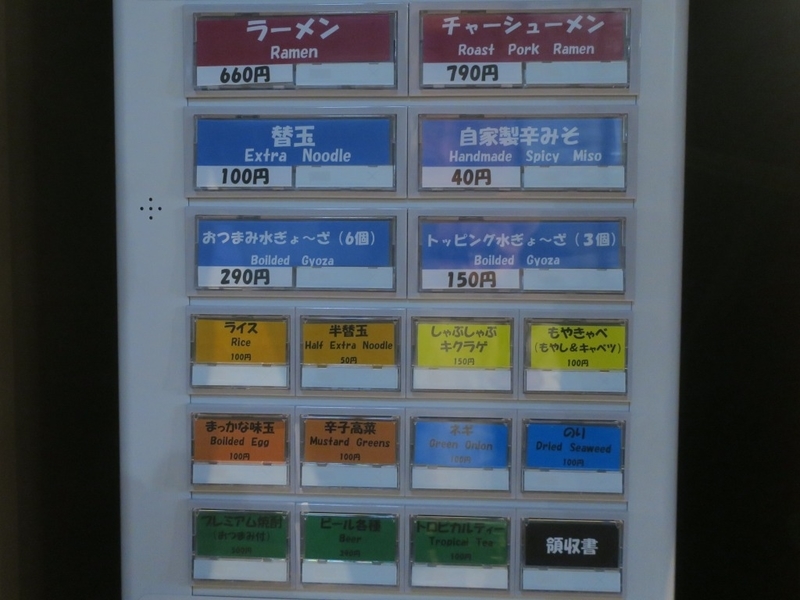 ラーメン
Ramen
660円
チャーシューメン
Roast Pork Ramen
790円
替玉
Extra Noodle
100円
自家製辛みそ
Handmade Spicy Miso
40円
おつまみ水ぎょ〜ざ(6個)
Boilded Gyoza
290円
トッピング水ぎょ〜ざ(3個)
Boilded Gyoza
150円
ライス
Rice
100円
半替玉
Half Extra Noodle
50円
しゃぶしゃぶ
キクラゲ
150円
もやきゃべ
(もやし&キャベツ)
100円
まっかな味玉
Boilded Egg
100円
辛子高菜
Mustard Greens
100円
ネギ
Green Onion
100円
のり
Dried Seaweed
100円
プレミアム焼酎
(おつまみ付)
ビール各種
Beer
トロピカルティー
Tropical Tea
領収書